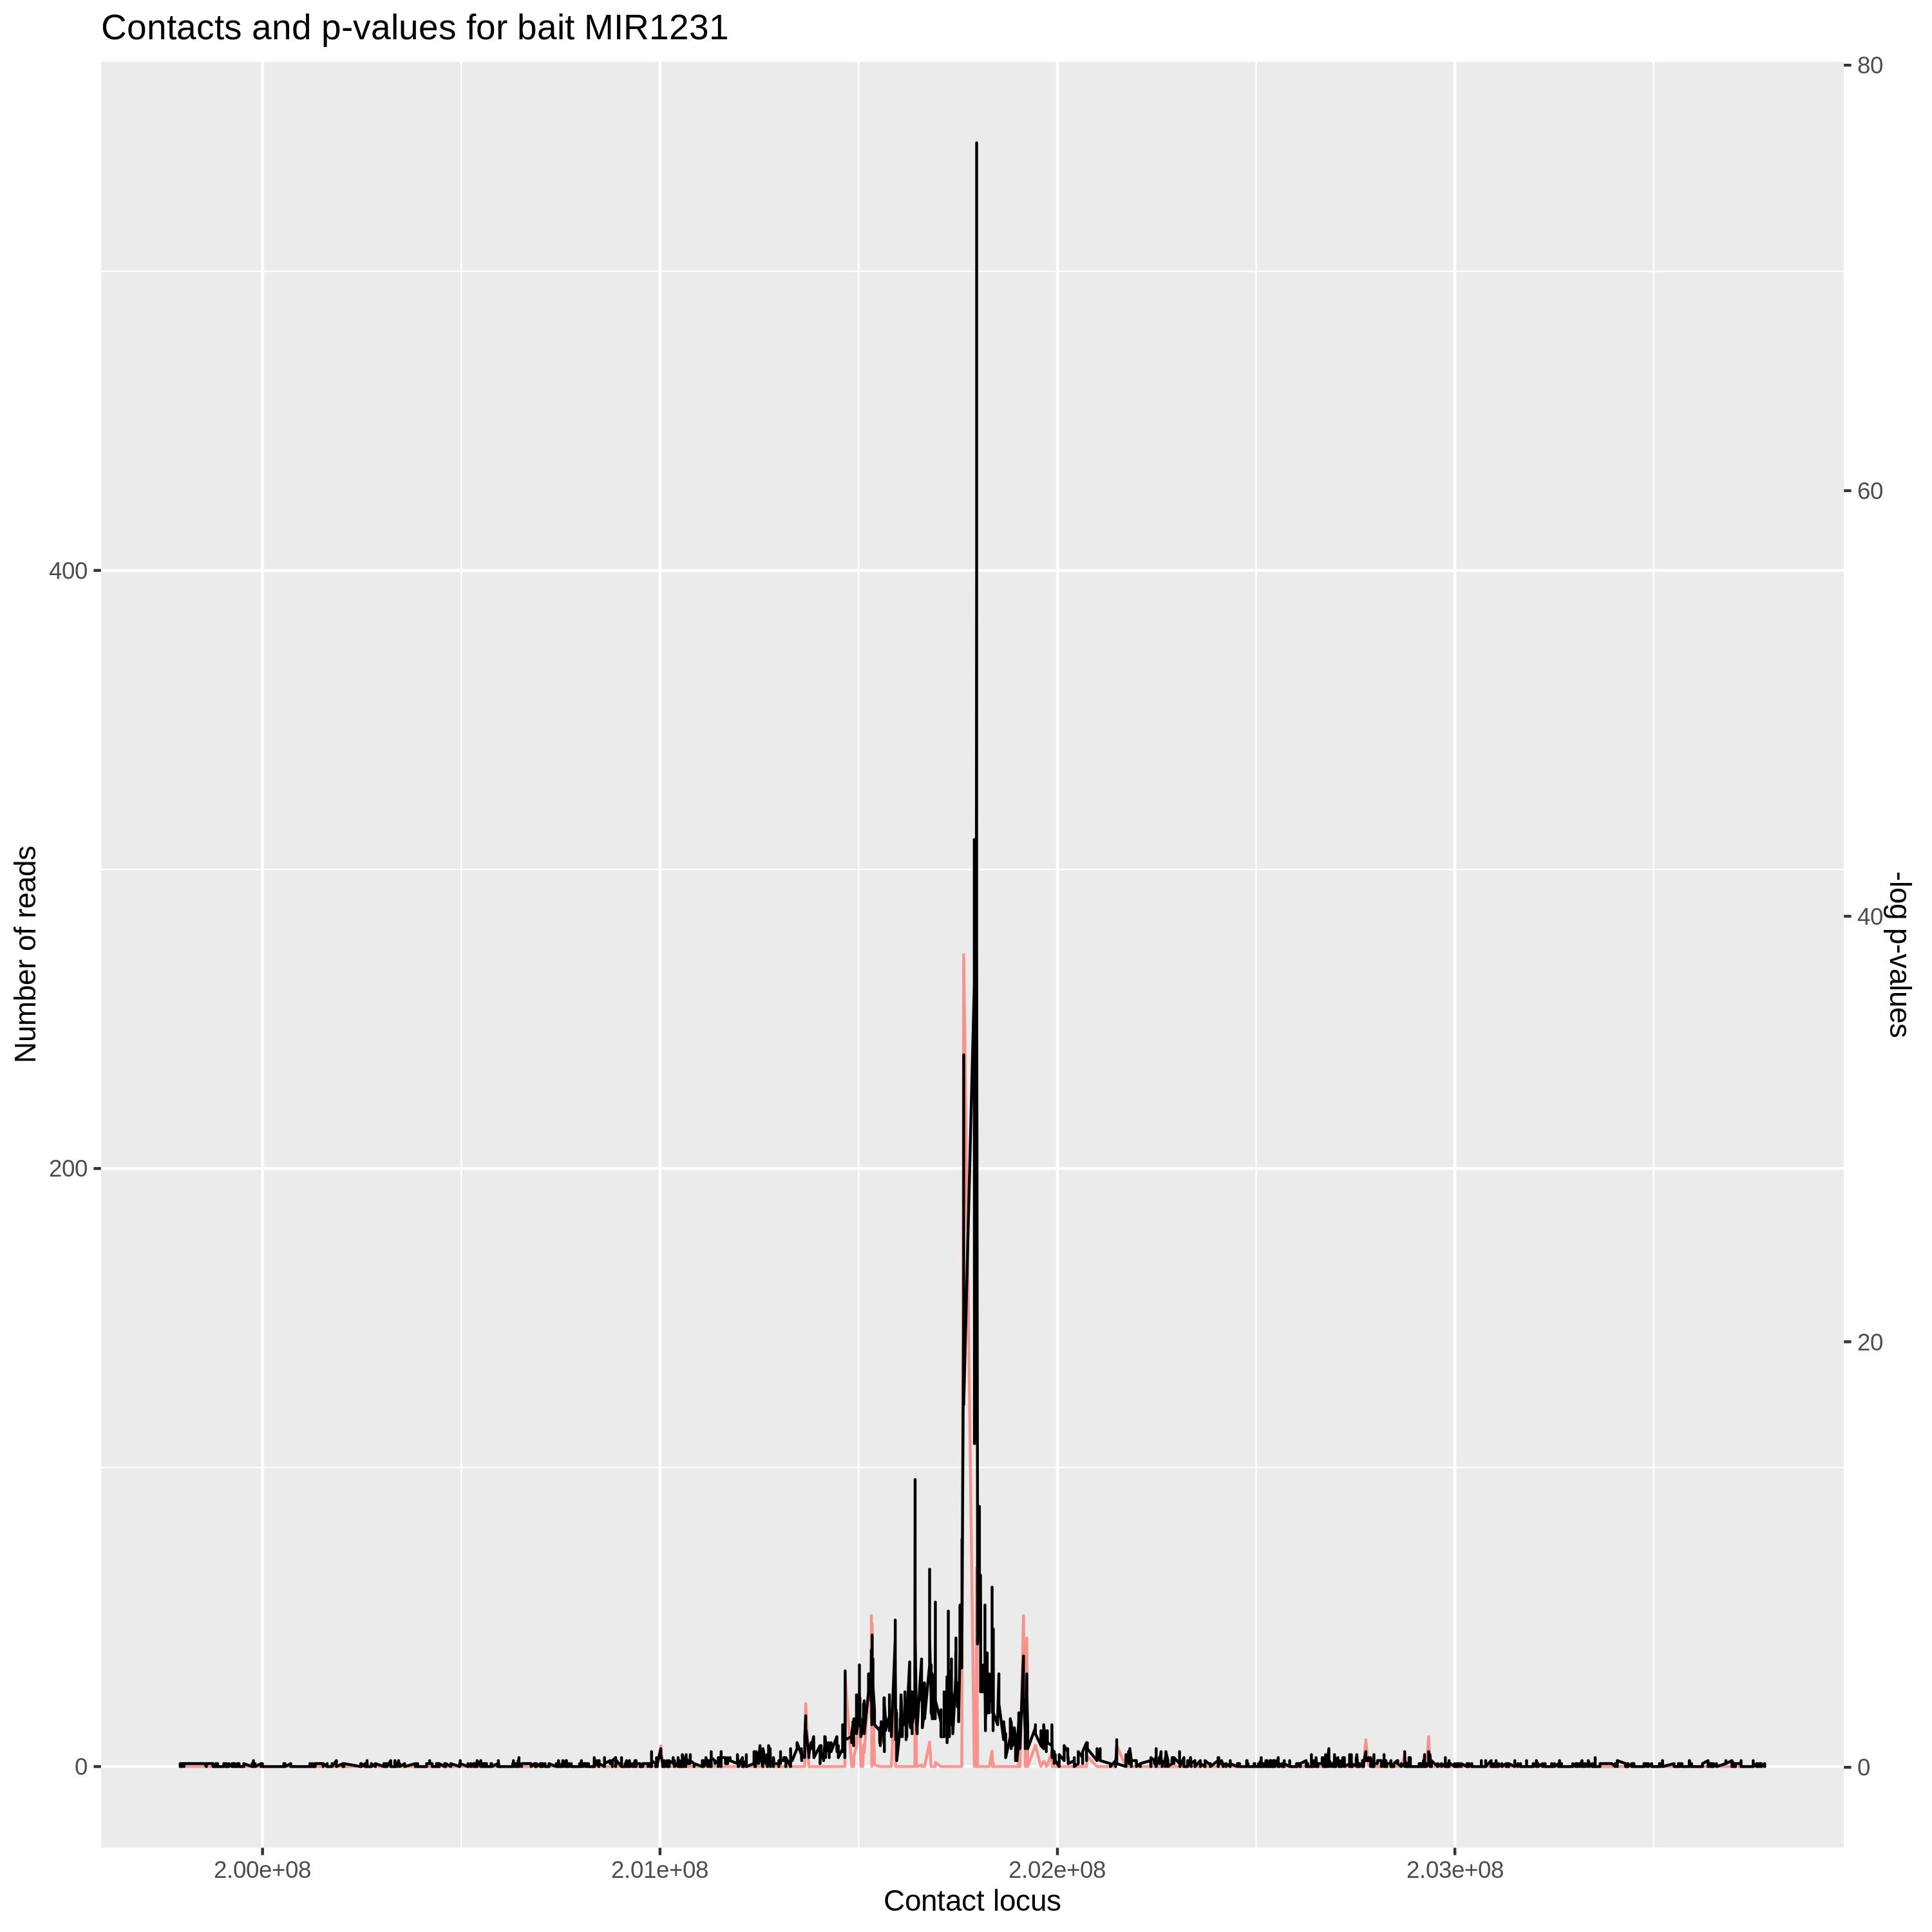 Contacts and p-values for bait MIR1231
80
60
400
40
Number of reads
-log p-values
200
20
0
0
2.00e+08
2.01e+08
2.02e+08
2.03e+08
Contact locus